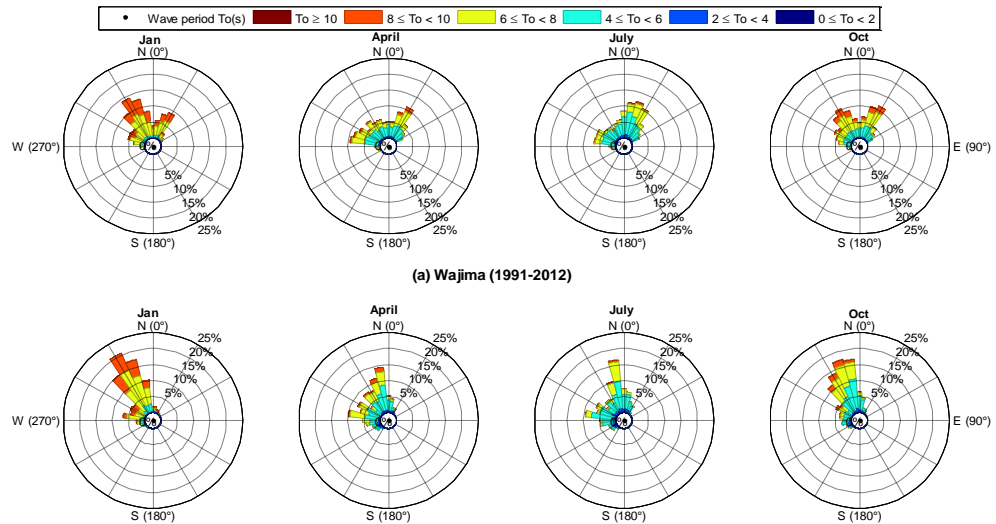 Wave period To(s) To ≥ 10 8 ≤ To < 10 6 ≤ To < 8 4 ≤ To < 6 2 ≤ To < 4 0 ≤ To < 2
Jan April July Oct
N (0°) N (0°) N (0°) N (0°)
W (270°) E (90°)
5% 5% 5% 5%
10% 10% 10% 10%
15% 15% 15% 15%
20% 20% 20% 20%
25% 25% 25% 25%
S (180°) S (180°) S (180°) S (180°)
(a) Wajima (1991-2012)
Jan April July Oct
N (0°) N (0°) N (0°) N (0°)
25% 25% 25% 25%
20% 20% 20% 20%
15% 15% 15% 15%
10% 10% 10% 10%
5% 5% 5% 5%
W (270°) E (90°)
S (180°) S (180°) S (180°) S (180°)